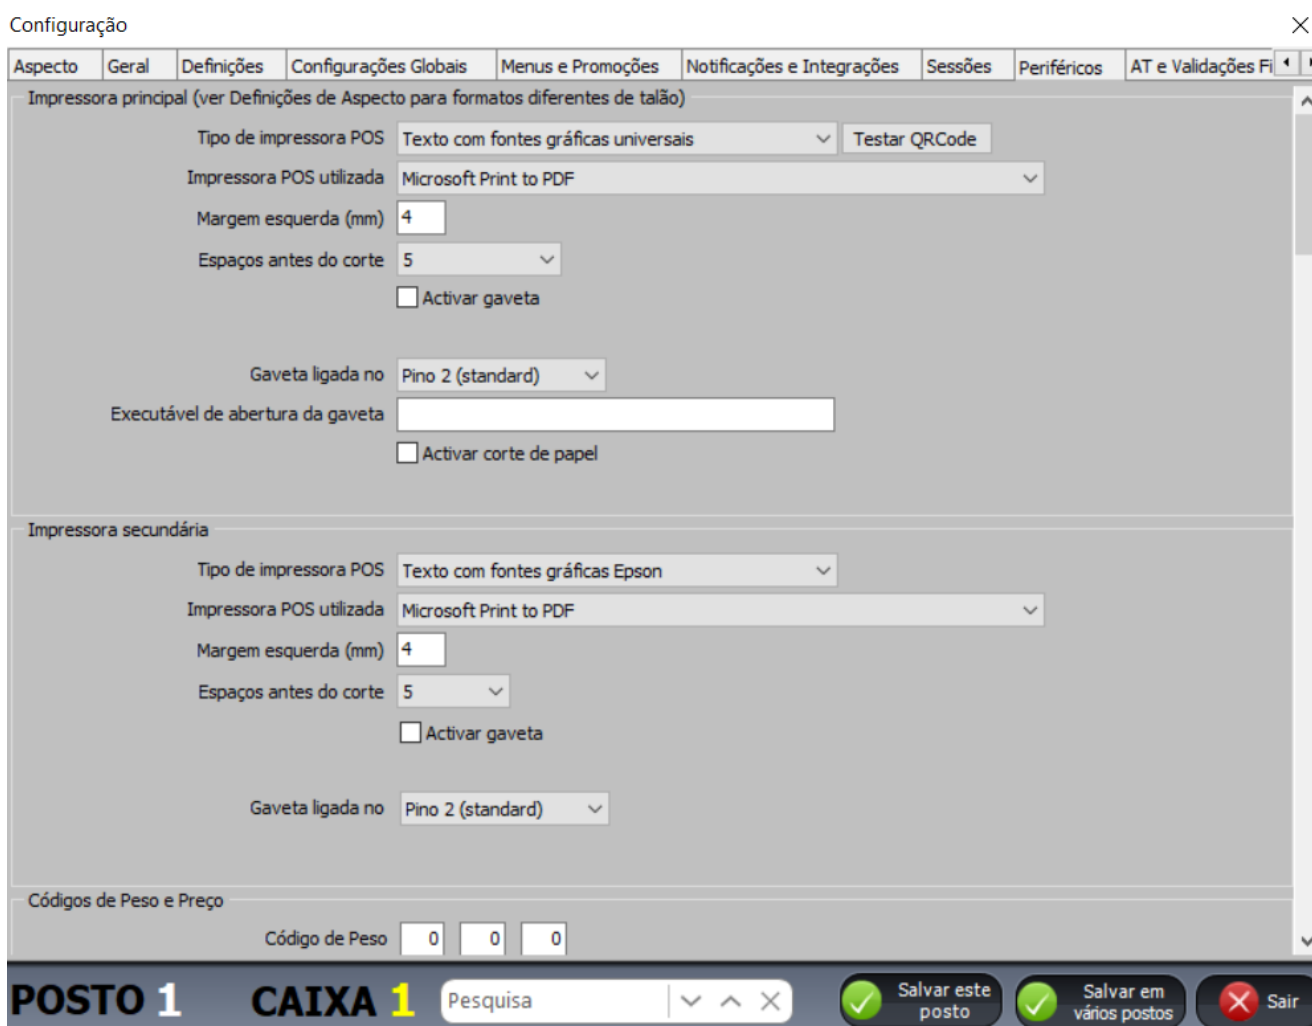 Configuração
Aspecto Geral Definições Configurações Globais Menus e Promoções Notificações e Integrações Sessões Periféricos AT e Validações Fi
Impressora principal (ver Definições de Aspecto para formatos diferentes de talão)
Tipo de impressora POS Texto com fontes gráficas universais Testar QRCode
Impressora POS utilizada Microsoft Print to PDF
Margem esquerda (mm) 4
Espaços antes do corte 5
Activar gaveta
Gaveta ligada no Pino 2 (standard)
Executável de abertura da gaveta
Activar corte de papel
Impressora secundária
Tipo de impressora POS Texto com fontes gráficas Epson
Impressora POS utilizada Microsoft Print to PDF
Margem esquerda (mm) 4
Espaços antes do corte 5
Activar gaveta
Gaveta ligada no Pino 2 (standard)
Códigos de Peso e Preço
Código de Peso 0 0 0
POSTO 1 CAIXA 1 Pesquisa
Salvar este
posto
Salvar em
vários postos
Sair